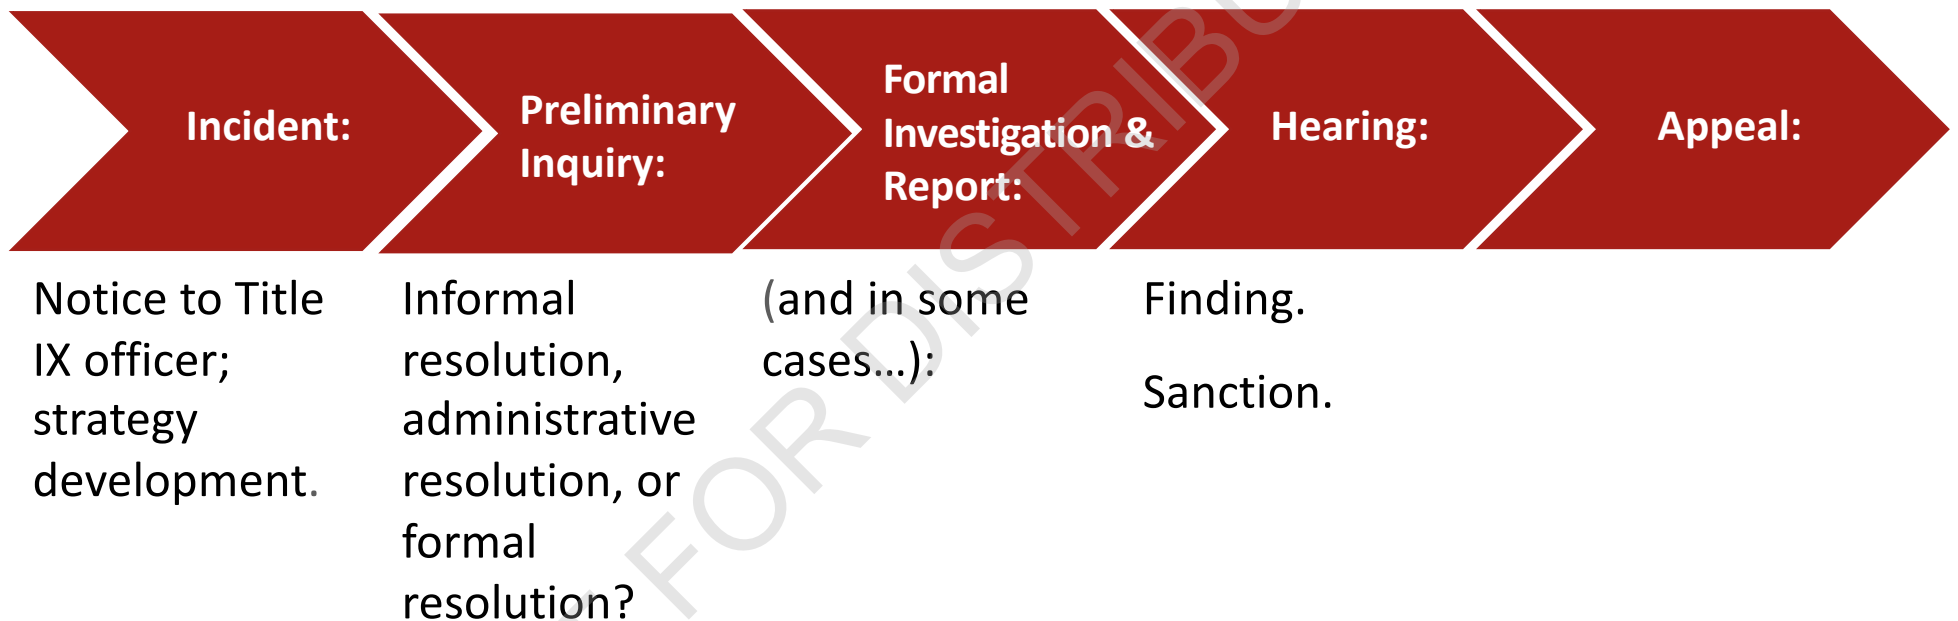 Incident:
Preliminary
Inquiry:
Formal
Investigation &
Report:
Hearing:
Appeal:
Notice to Title
IX officer;
strategy
development.
Informal
resolution,
administrative
resolution, or
formal
resolution?
(and in some
cases…):
Finding.
Sanction.
FOR DISTRIBU